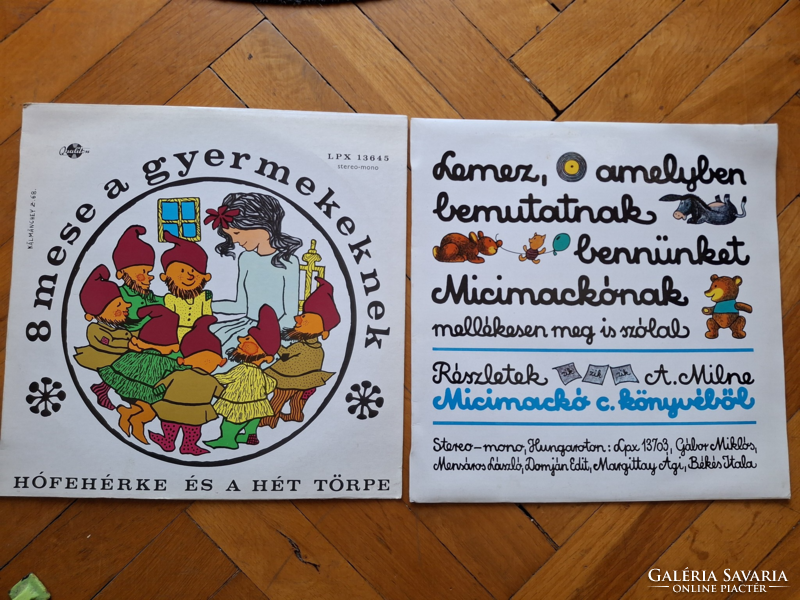 Qualiton
LPX 13645
stereo-mono
KÁLMÁNCHEY Z. 68.
8 mese a gyermekeknek
HÓFEHÉRKE ÉS A HÉT TÖRPE
Lemez, amelyben
bemutatnak
bennünket
Micimackónak
mellékesen meg is szólal
Részletek A. Milne
Micimackó c. könyvéből
Stereo-mono, Hungaroton: Lpx 13703, Gábor Miklós,
Mensáros László, Domján Edit, Margittay Ági, Békés Itala
GALÉRIA SAVARIA
ONLINE PIACTÉR